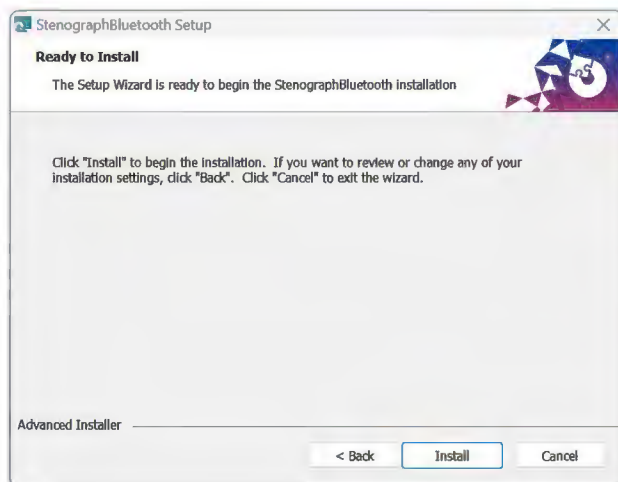 StenographBluetooth Setup
Ready to Install
The Setup Wizard is ready to begin the StenographBluetooth installation
Click "Install" to begin the installation. If you want to review or change any of your
installation settings, click "Back". Click "Cancel" to exit the wizard.
Advanced Installer
< Back Install Cancel